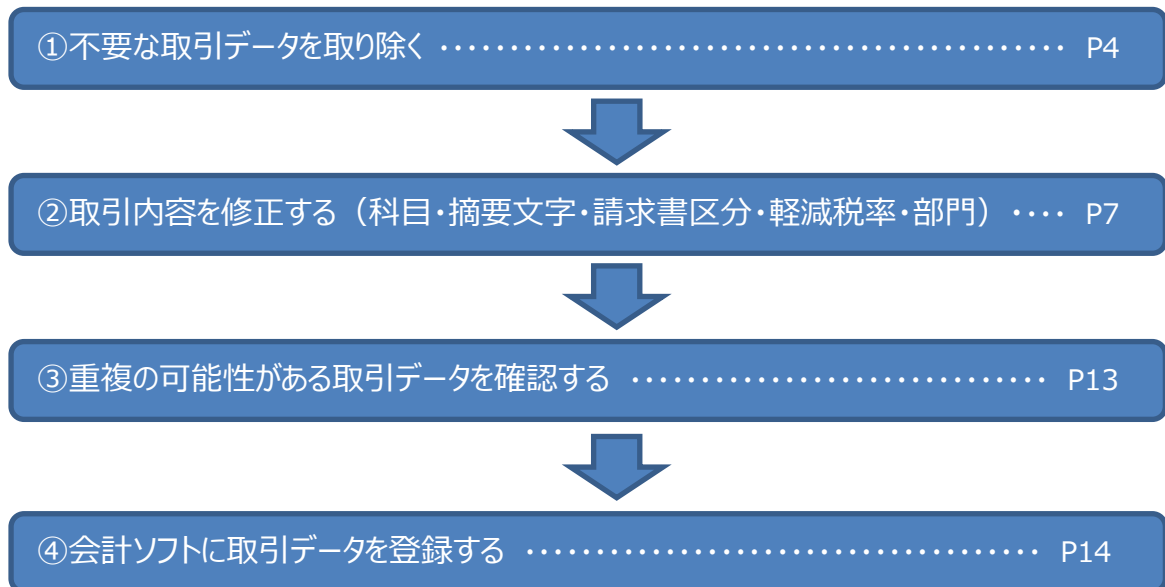 ①不要な取引データを取り除く ・・・・・・・・・・・・・・・・・・・・・・・・・・・・・・・・・・・・・・・・・・・・・・・・・・・・・ P4
②取引内容を修正する（科目・摘要文字・請求書区分・軽減税率・部門）・・・・ P7
③重複の可能性がある取引データを確認する ・・・・・・・・・・・・・・・・・・・・・・・・・・・・・・・ P13
④会計ソフトに取引データを登録する ・・・・・・・・・・・・・・・・・・・・・・・・・・・・・・・・・・・・・・・・ P14